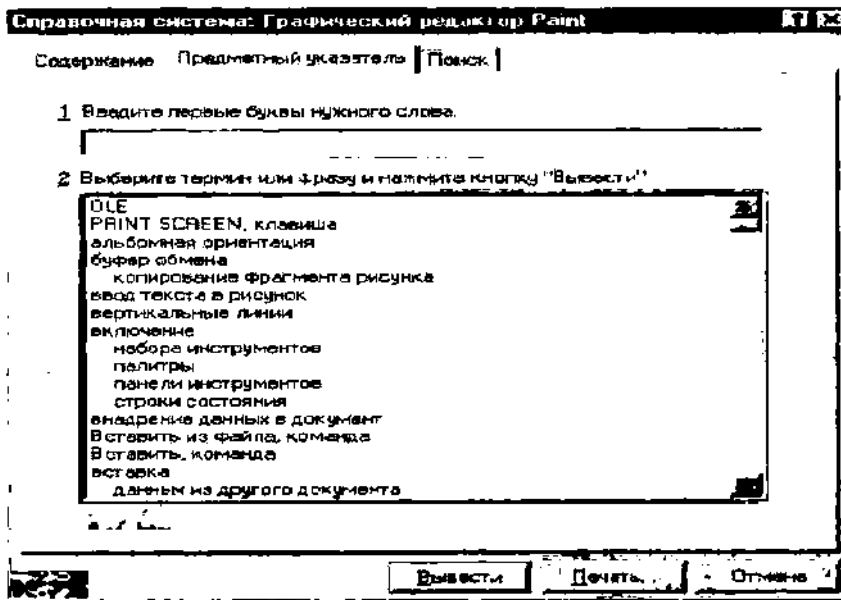 Справочная система: Графический редактор Paint
Содержание Предметный указатель Поиск
1 Введите первые буквы нужного слова.
2 Выберите термин или фразу и нажмите кнопку "Вывести"
OLE
PRINT SCREEN, клавиша
альбомная ориентация
буфер обмена
копирование фрагмента рисунка
ввод текста в рисунок
вертикальные линии
включение
набора инструментов
палитры
панели инструментов
строки состояния
внедрение данных в документ
Вставить из файла, команда
Вставить, команда
вставка
данным из другого документа
Вывести Печать... Отмена